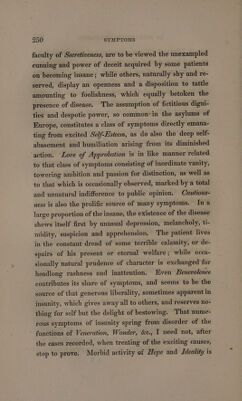 250 SYMPTOMS
faculty of Secretiveness, are to be viewed the unexampled
cunning and power of deceit acquired by some patients
on becoming insane; while others, naturally shy and re-
served, display an openness and a disposition to tattle
amounting to foolishness, which equally betoken the
presence of disease. The assumption of fictitious digni-
ties and despotic power, so common in the asylums of
Europe, constitutes a class of symptoms directly emana-
ting from excited Self-Esteem, as do also the deep self-
abasement and humiliation arising from its diminished
action. Love of Approbation is in like manner related
to that class of symptoms consisting of inordinate vanity,
towering ambition and passion for distinction, as well as
to that which is occasionally observed, marked by a total
and unnatural indifference to public opinion. Cautious-
ness is also the prolific source of many symptoms. In a
large proportion of the insane, the existence of the disease
shews itself first by unusual depression, melancholy, ti-
midity, suspicion and apprehension. The patient lives
in the constant dread of some terrible calamity, or de-
spairs of his present or eternal welfare; while occa-
sionally natural prudence of character is exchanged for
headlong rashness and inattention. Even Benevolence
contributes its share of symptoms, and seems to be the
source of that generous liberality, sometimes apparent in
insanity, which gives away all to others, and reserves no-
thing for self but the delight of bestowing. That nume-
rous symptoms of insanity spring from disorder of the
functions of Veneration, Wonder, &c., I need not, after
the cases recorded, when treating of the exciting causes,
stop to prove. Morbid activity of Hope and Ideality is